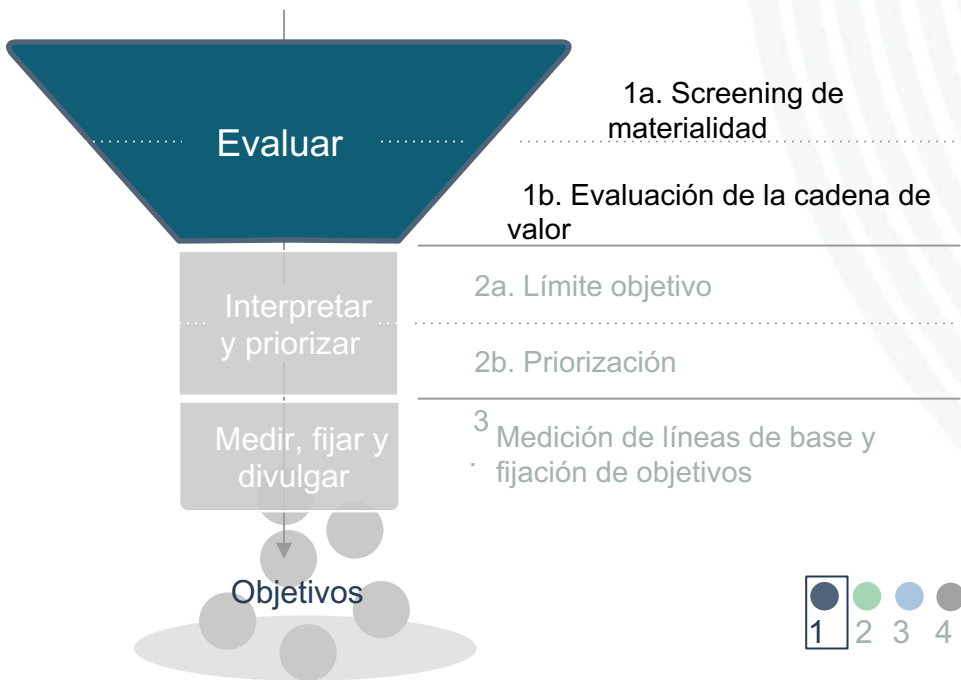 Evaluar
1a. Screening de
materialidad
1b. Evaluación de la cadena de
valor
Interpretar
y priorizar
2a. Límite objetivo
2b. Priorización
Medir, fijar y
divulgar
3
.
Medición de líneas de base y
fijación de objetivos
Objetivos
1 2 3 4